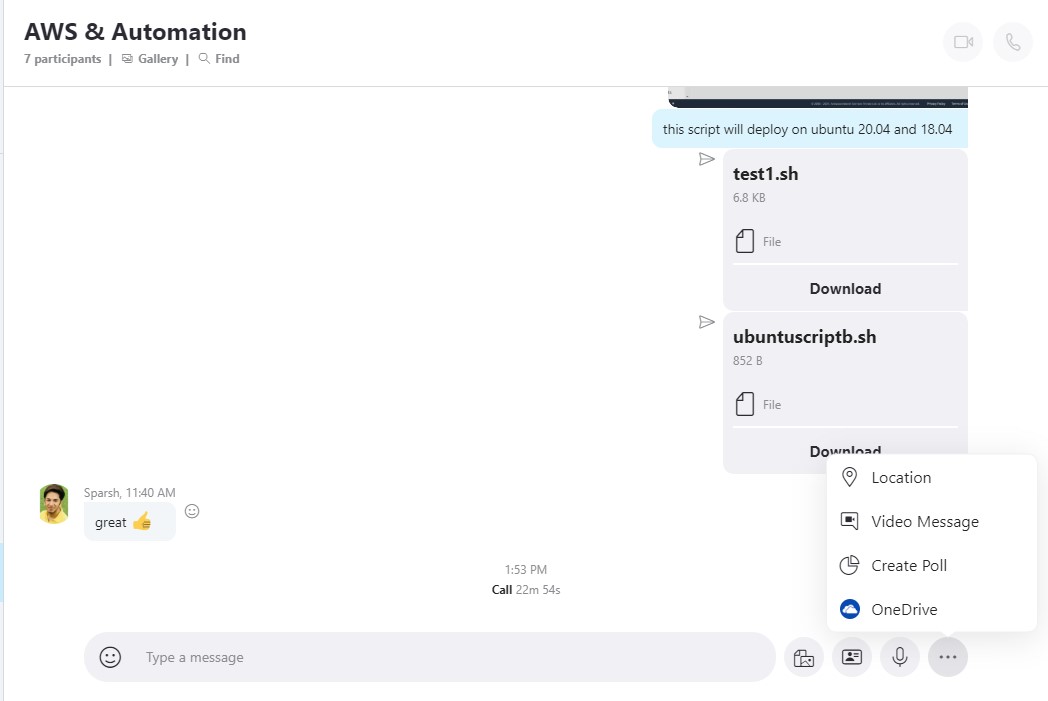 AWS & Automation
7 participants | Gallery | Find
this script will deploy on ubuntu 20.04 and 18.04
test1.sh
6.8 KB
File
Download
ubuntuscriptb.sh
852 B
File
Download
Sparsh, 11:40 AM
great 👍
1:53 PM
Call 22m 54s
Location
Video Message
Create Poll
OneDrive
Type a message